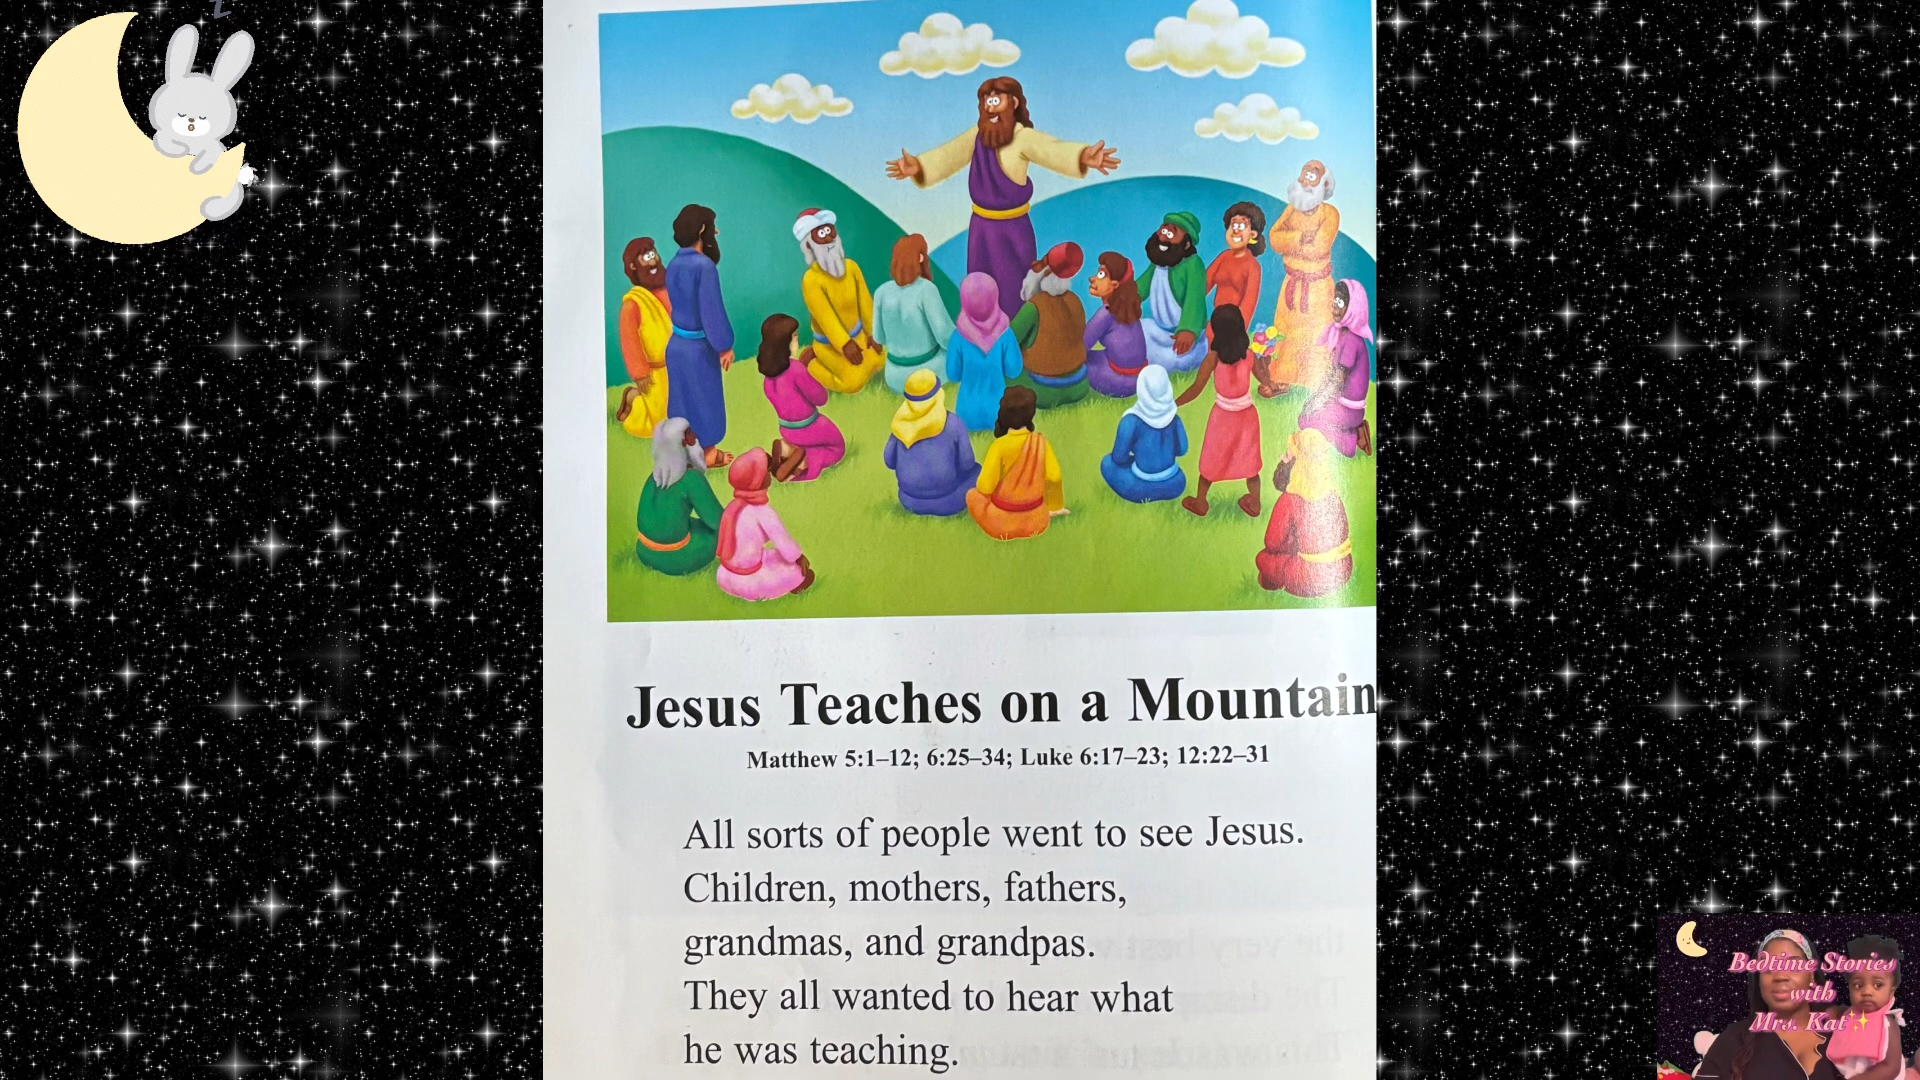 z
Jesus Teaches on a Mountain
Matthew 5:1–12; 6:25–34; Luke 6:17–23; 12:22–31
All sorts of people went to see Jesus.
Children, mothers, fathers,
grandmas, and grandpas.
They all wanted to hear what
he was teaching.
Bedtime Stories
with
Mrs. Kat✨